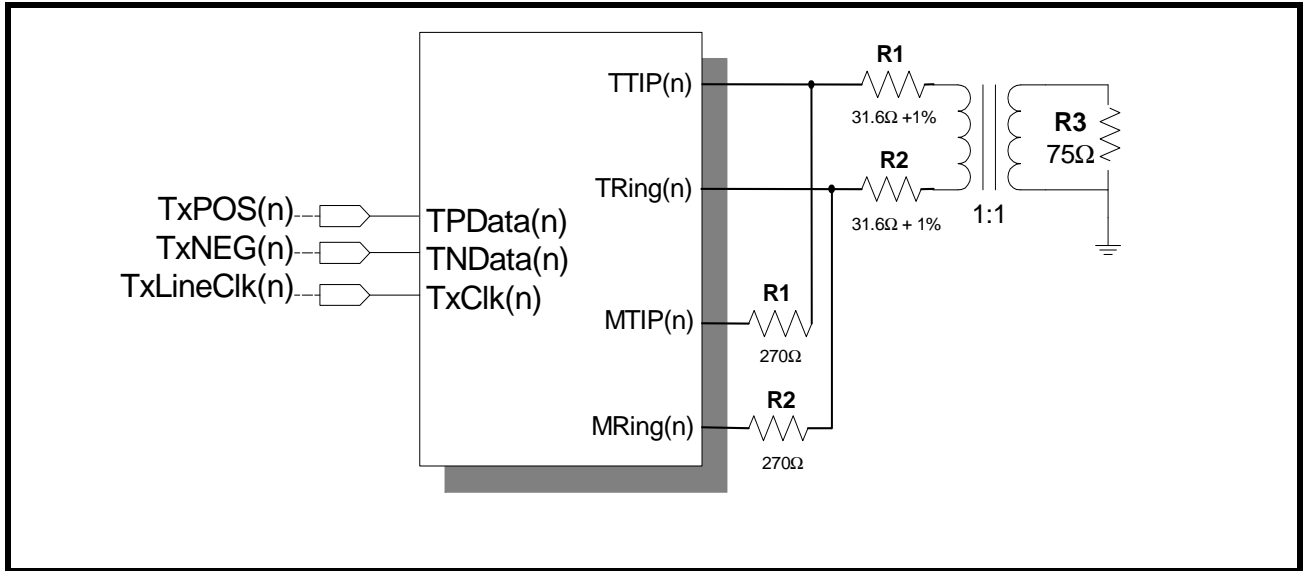 R1
TTIP(n)
31.6Ω +1%
R3
75Ω
R2
TRing(n)
31.6Ω + 1%
1:1
TxPOS(n)
TPData(n)
TxNEG(n)
TNData(n)
TxLineClk(n)
TxClk(n)
R1
MTIP(n)
270Ω
R2
MRing(n)
270Ω